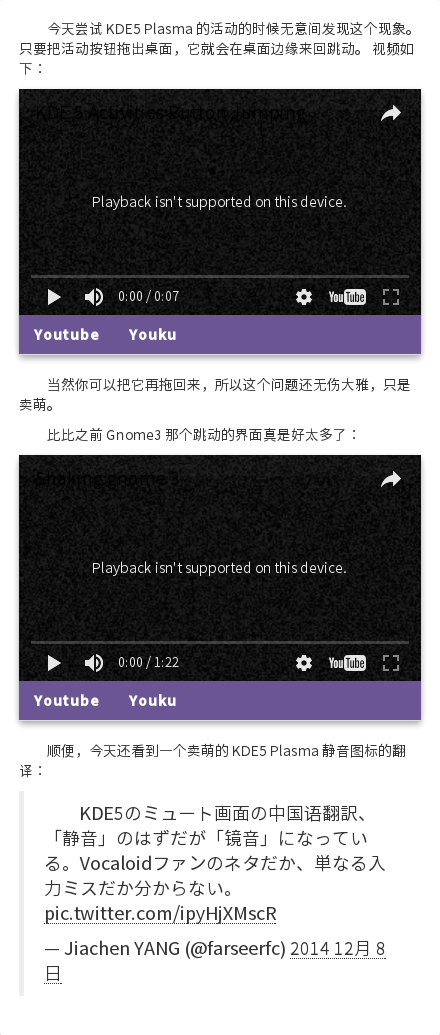 今天尝试 KDE5 Plasma 的活动的时候无意间发现这个现象。
只要把活动按钮拖出桌面，它就会在桌面边缘来回跳动。 视频如
下：
KDE 5 Activities Button Jumping
Playback isn't supported on this device.
0:00 / 0:07
YouTube
Youtube Youku
当然你可以把它再拖回来，所以这个问题还无伤大雅，只是
卖萌。
比比之前 Gnome3 那个跳动的界面真是好太多了：
Shaking gnome 3
Playback isn't supported on this device.
0:00 / 1:22
YouTube
Youtube Youku
顺便，今天还看到一个卖萌的 KDE5 Plasma 静音图标的翻
译：
KDE5のミュート画面の中国语翻訳、
「静音」のはずだが「镜音」になってい
る。Vocaloidファンのネタだか、単なる入
力ミスだか分からない。
pic.twitter.com/ipyHjXMscR
— Jiachen YANG (@farseerfc) 2014 12月 8
日